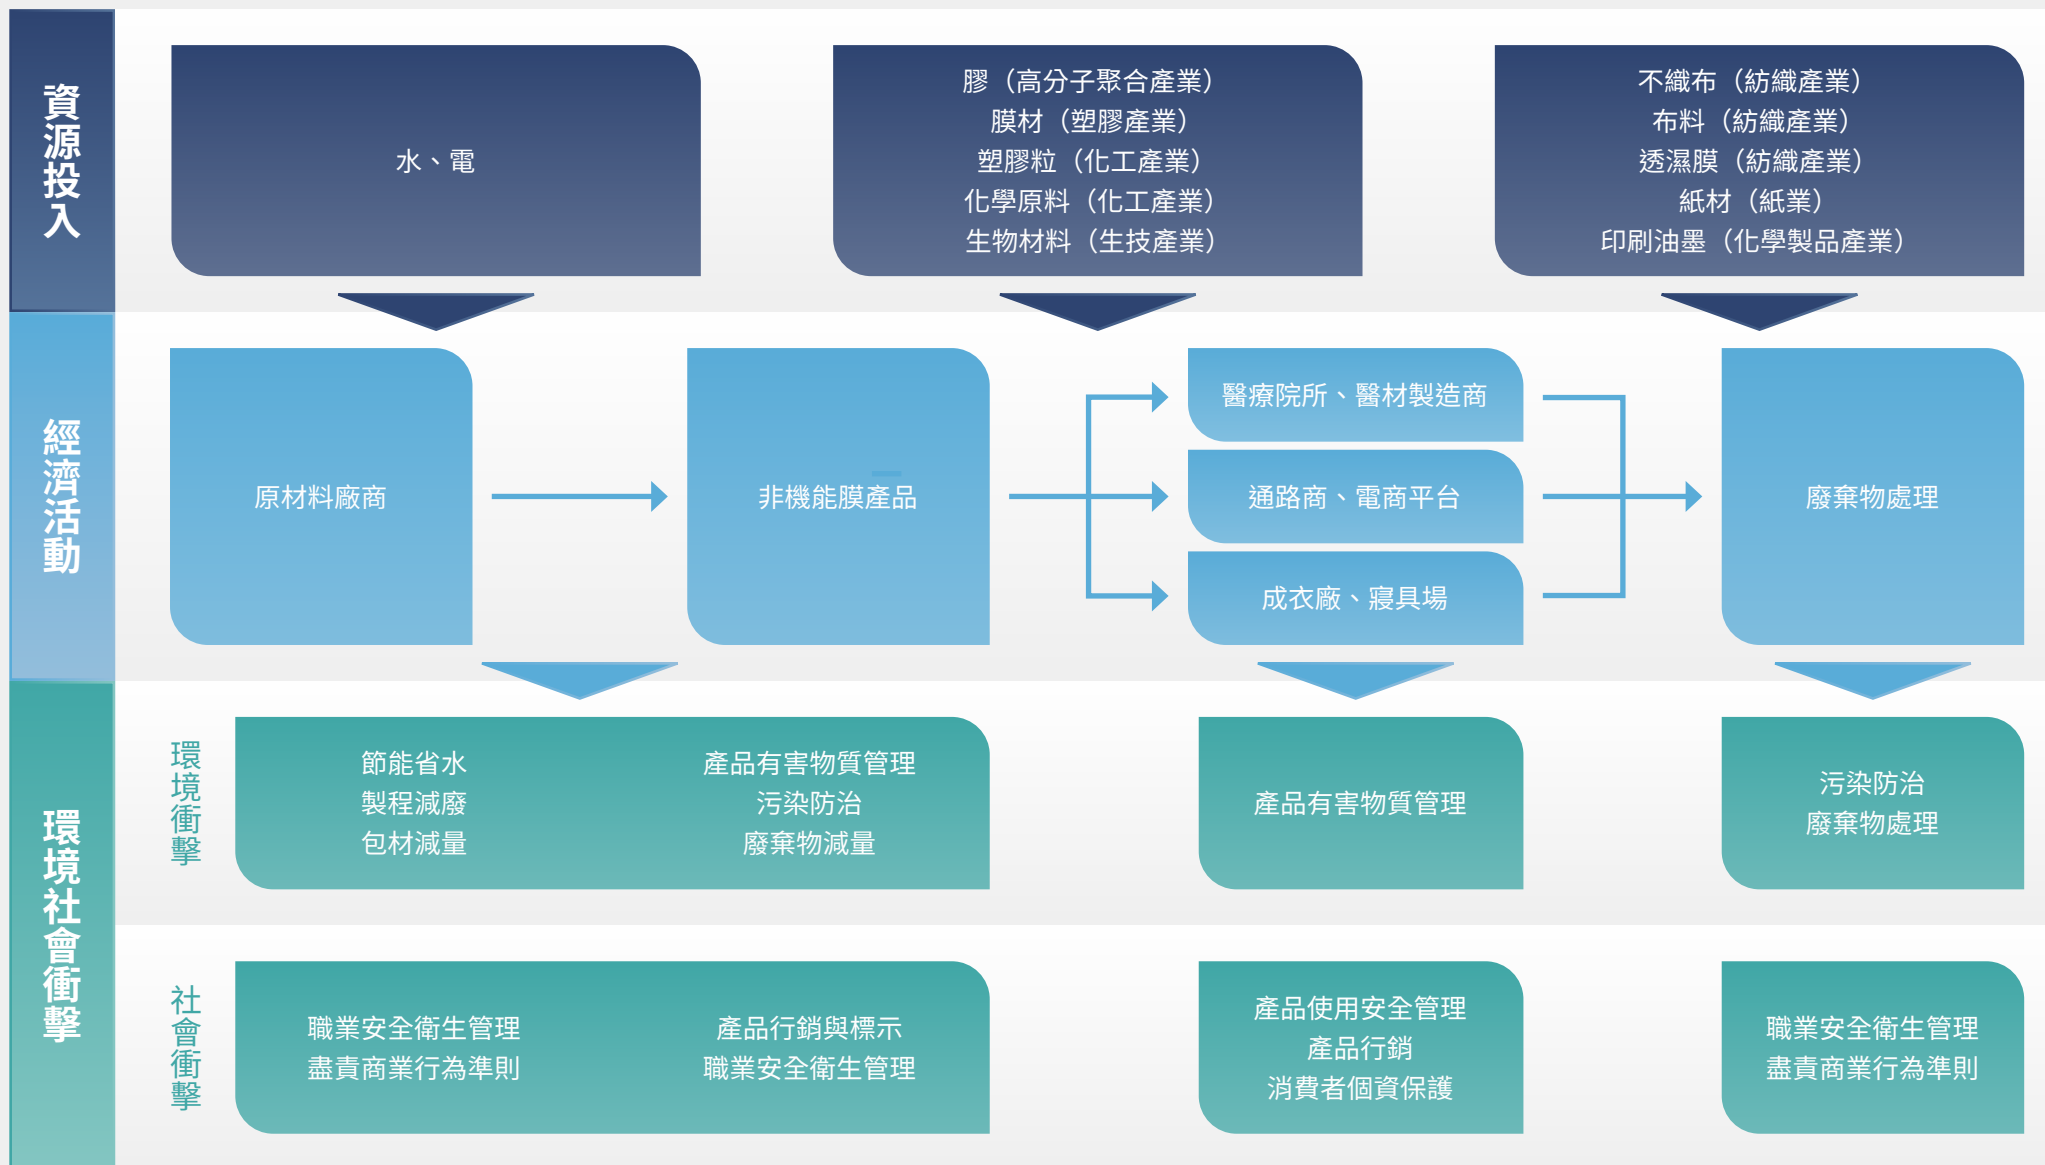 資源投入
水、電
膠（高分子聚合產業）
膜材（塑膠產業）
塑膠粒（化工產業）
化學原料（化工產業）
生物材料（生技產業）
不織布（紡織產業）
布料（紡織產業）
透濕膜（紡織產業）
紙材（紙業）
印刷油墨（化學製品產業）
經濟活動
原材料廠商
非機能膜產品
醫療院所、醫材製造商
通路商、電商平台
成衣廠、寢具場
廢棄物處理
環境社會衝擊
環境衝擊
節能省水
製程減廢
包材減量
產品有害物質管理
污染防治
廢棄物減量
產品有害物質管理
污染防治
廢棄物處理
社會衝擊
職業安全衛生管理
盡責商業行為準則
產品行銷與標示
職業安全衛生管理
產品使用安全管理
產品行銷
消費者個資保護
職業安全衛生管理
盡責商業行為準則